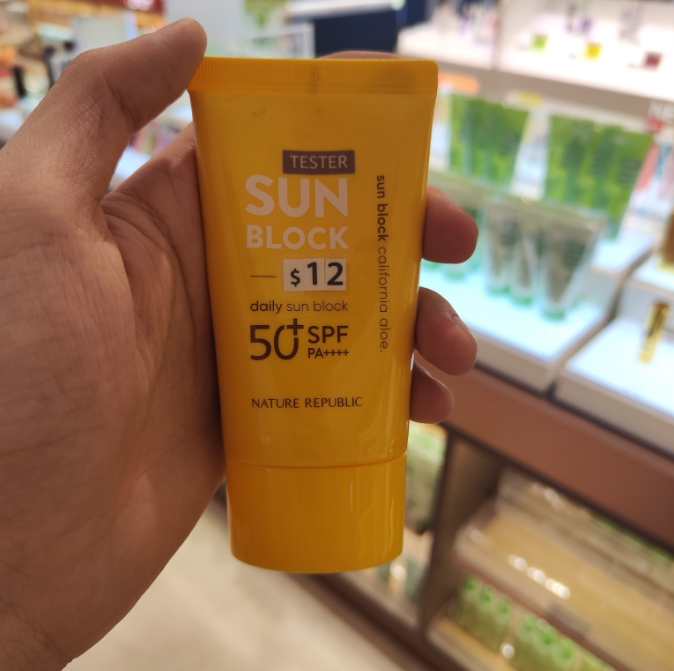 TESTER
SUN
BLOCK
$12
daily sun block
50+ SPF
PA++++
NATURE REPUBLIC
sun block california aloe.